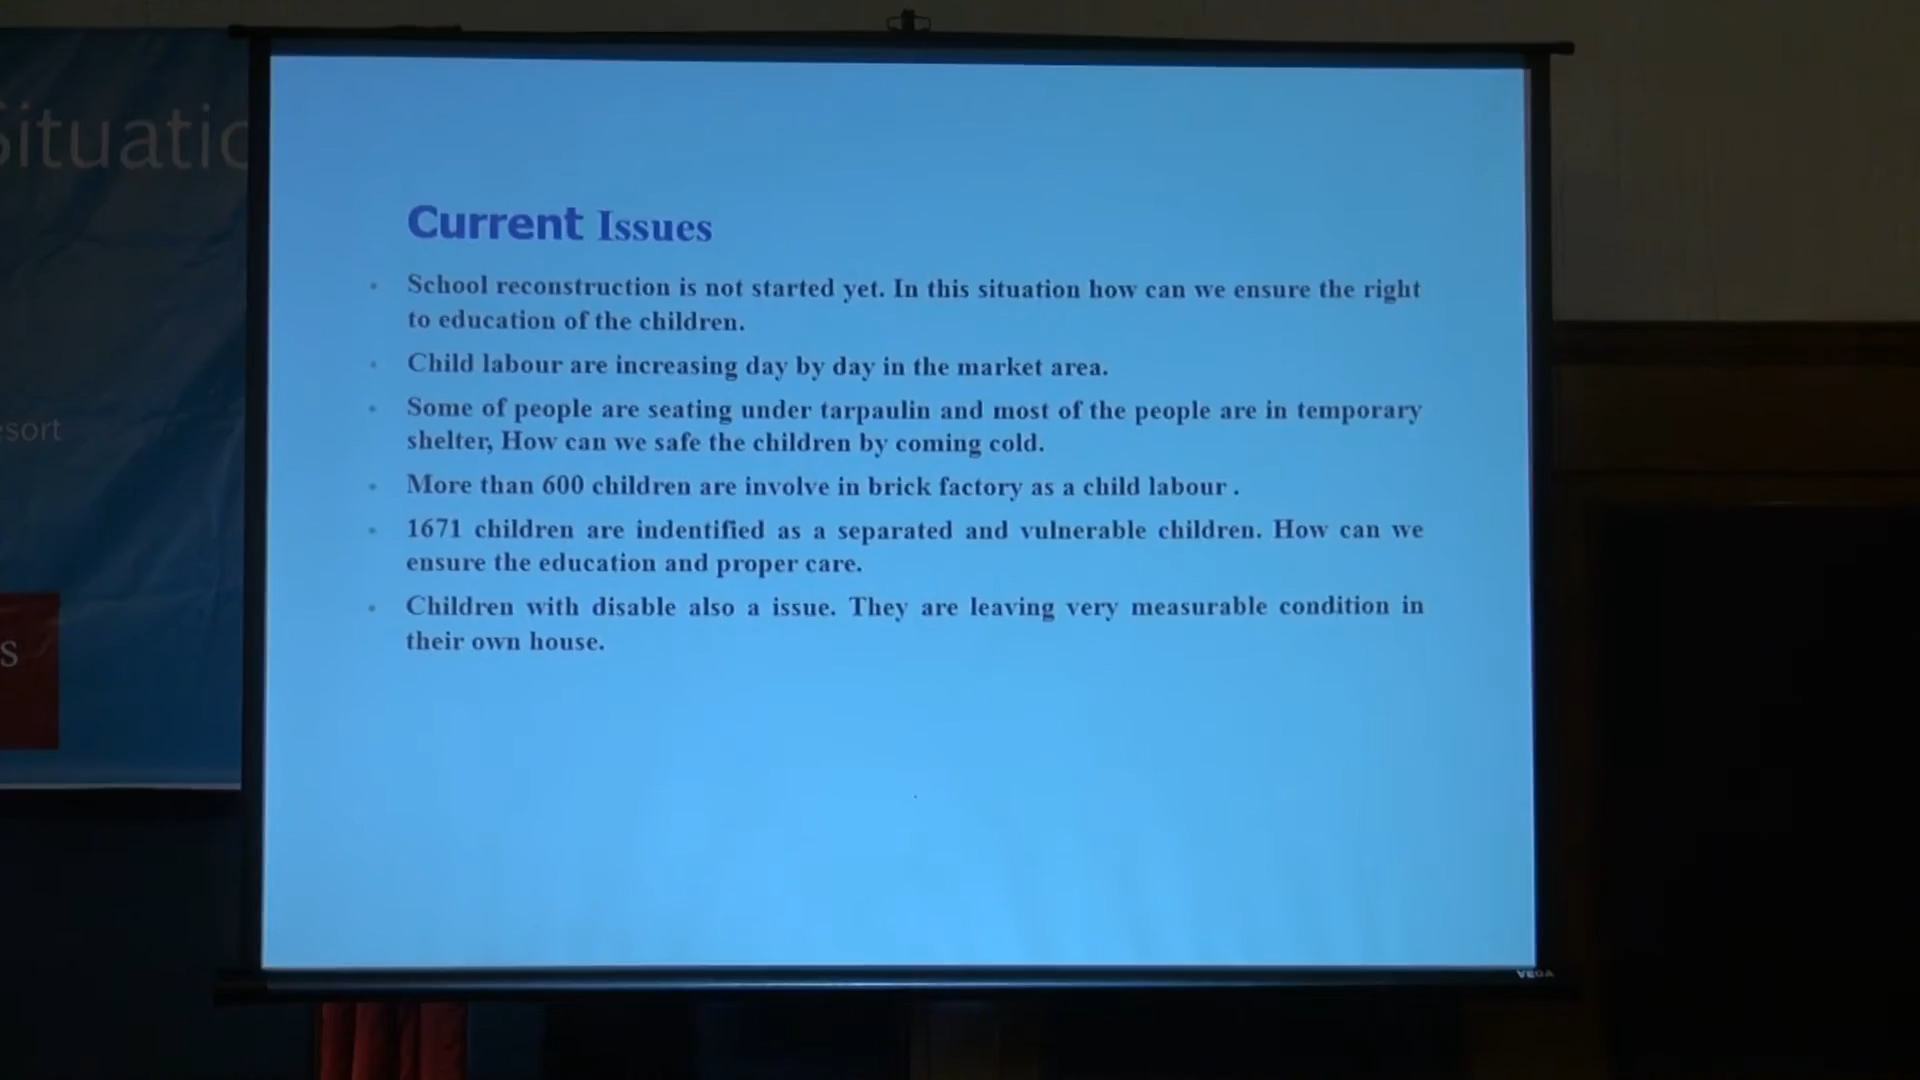 Situatio
esort
s
Current Issues
School reconstruction is not started yet. In this situation how can we ensure the right
to education of the children.
Child labour are increasing day by day in the market area.
Some of people are seating under tarpaulin and most of the people are in temporary
shelter, How can we safe the children by coming cold.
More than 600 children are involve in brick factory as a child labour .
1671 children are indentified as a separated and vulnerable children. How can we
ensure the education and proper care.
Children with disable also a issue. They are leaving very measurable condition in
their own house.
VEGA